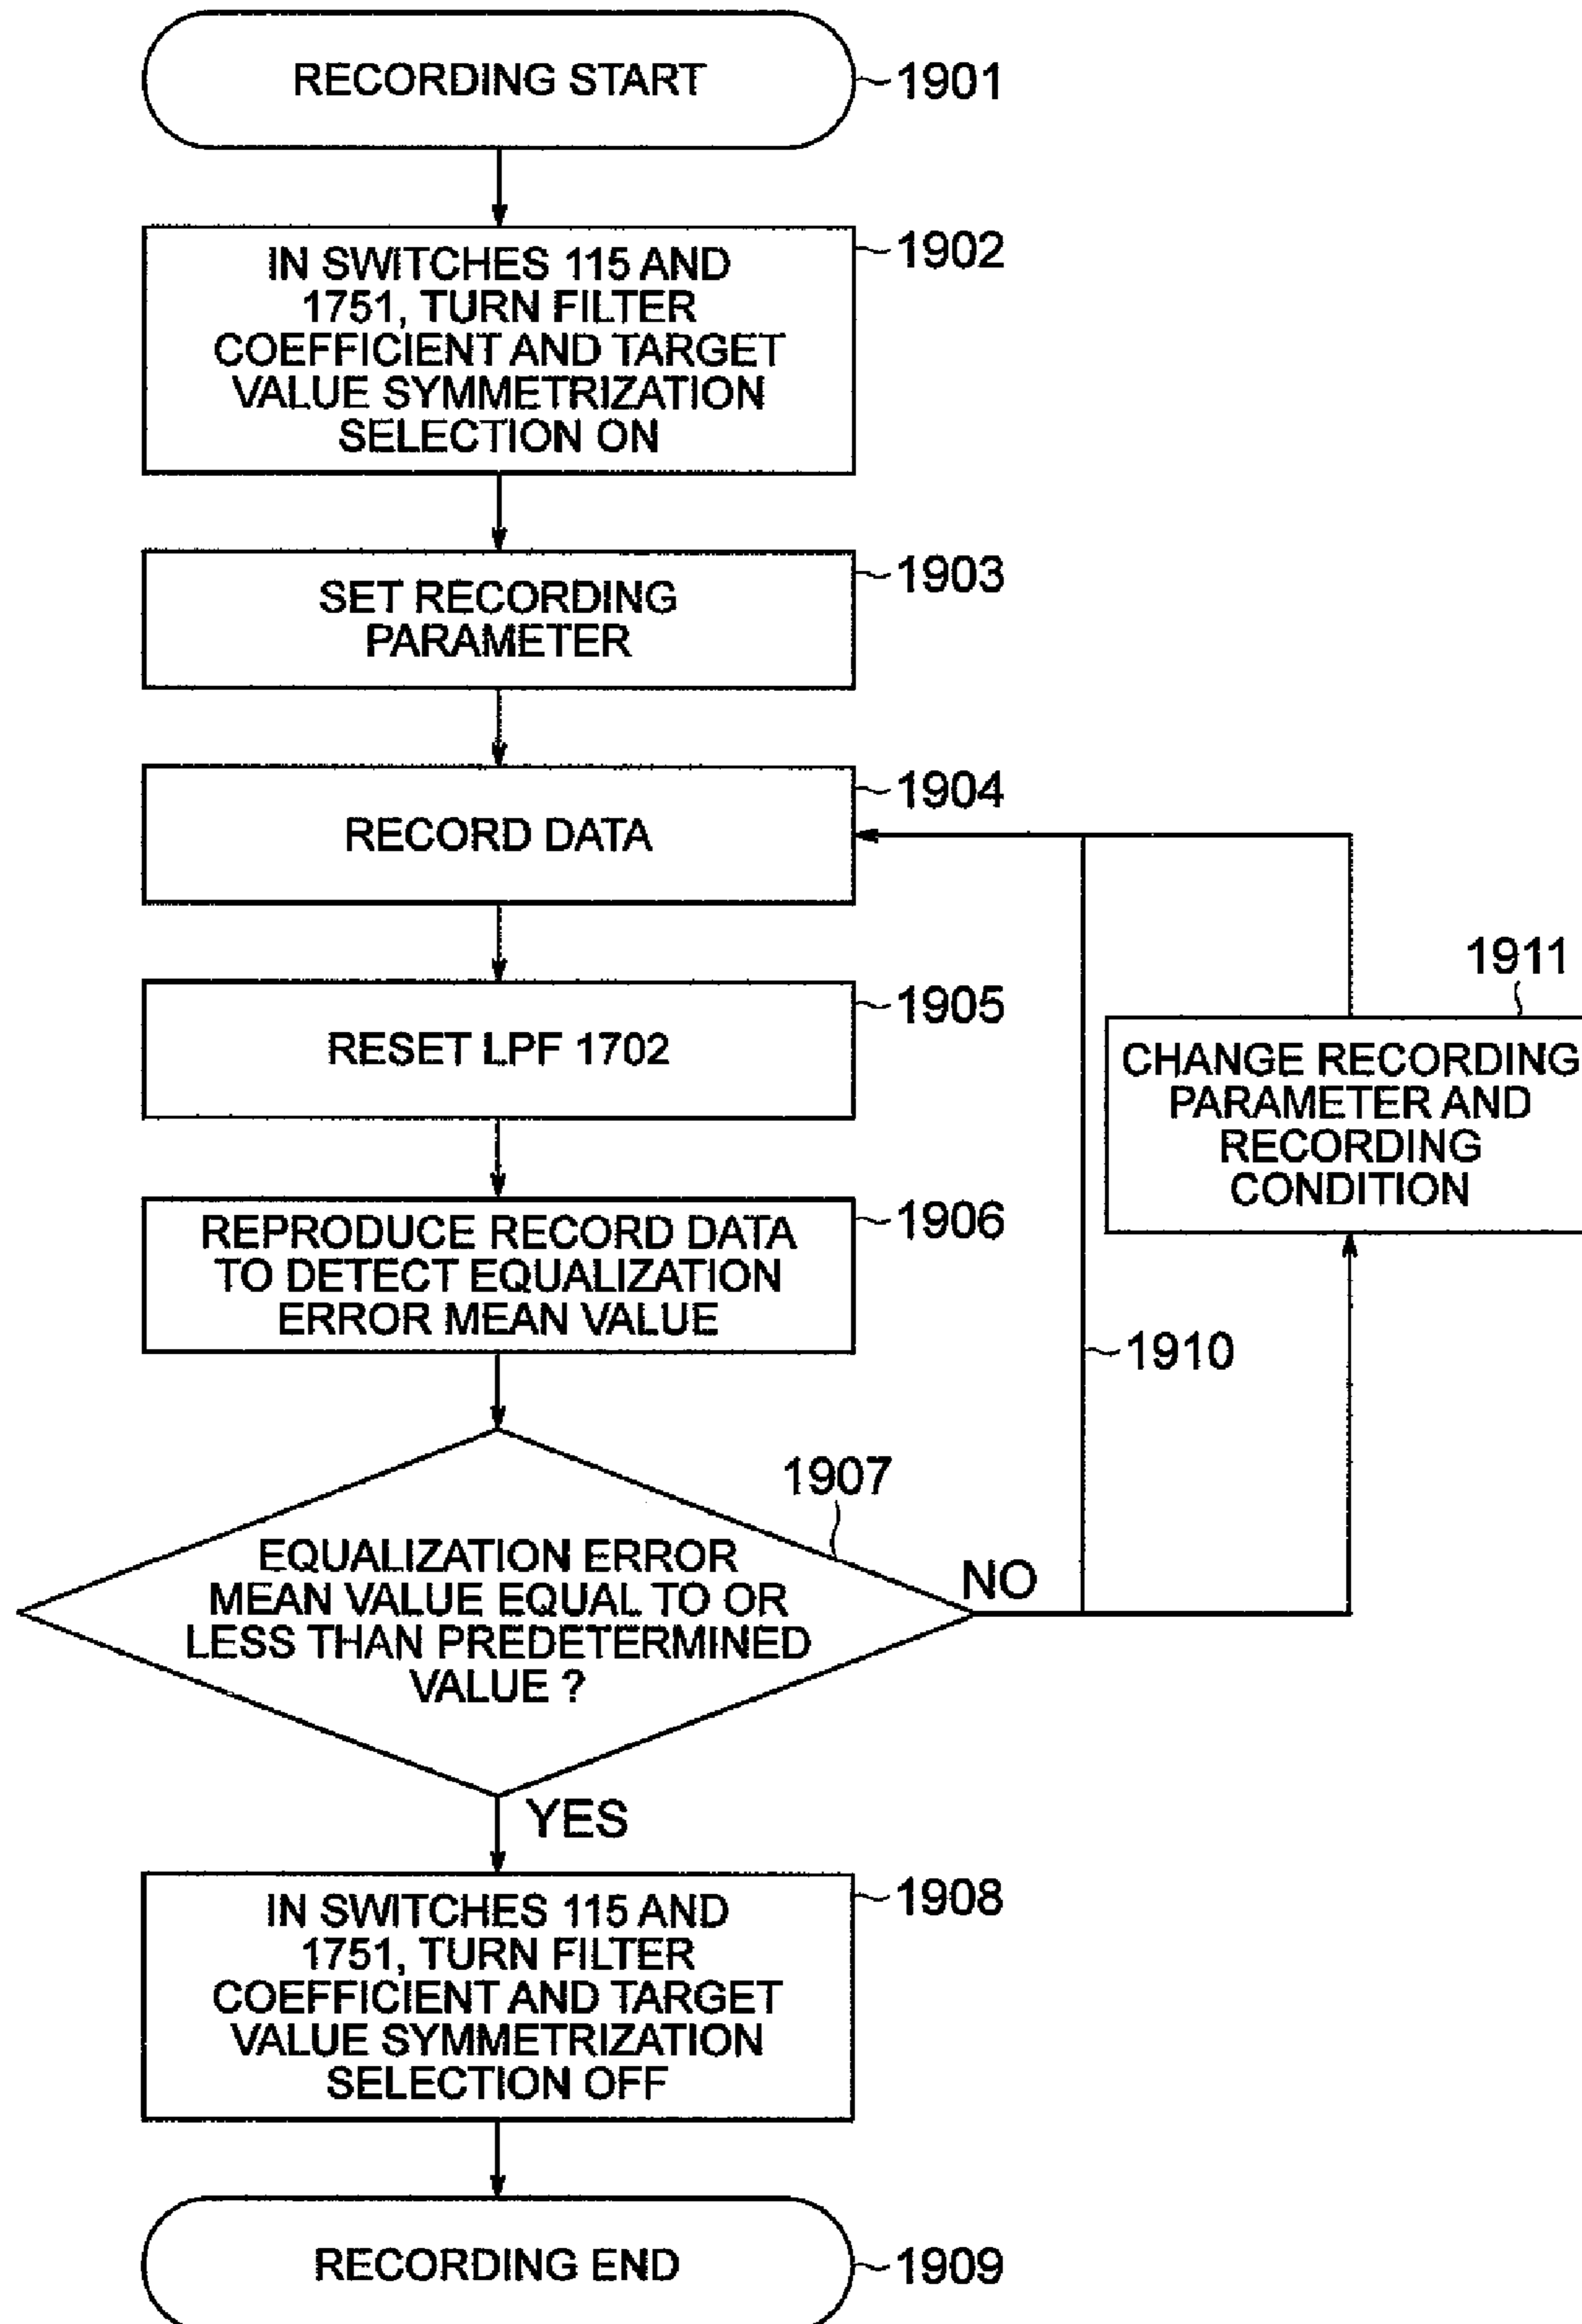 RECORDING START
1901
IN SWITCHES 115 AND
1751, TURN FILTER
COEFFICIENT AND TARGET
VALUE SYMMETRIZATION
SELECTION ON
1902
SET RECORDING
PARAMETER
1903
RECORD DATA
1904
RESET LPF 1702
1905
REPRODUCE RECORD DATA
TO DETECT EQUALIZATION
ERROR MEAN VALUE
1906
1911
CHANGE RECORDING
PARAMETER AND
RECORDING
CONDITION
1910
1907
EQUALIZATION ERROR
MEAN VALUE EQUAL TO OR
LESS THAN PREDETERMINED
VALUE ?
NO
YES
IN SWITCHES 115 AND
1751, TURN FILTER
COEFFICIENT AND TARGET
VALUE SYMMETRIZATION
SELECTION OFF
1908
RECORDING END
1909